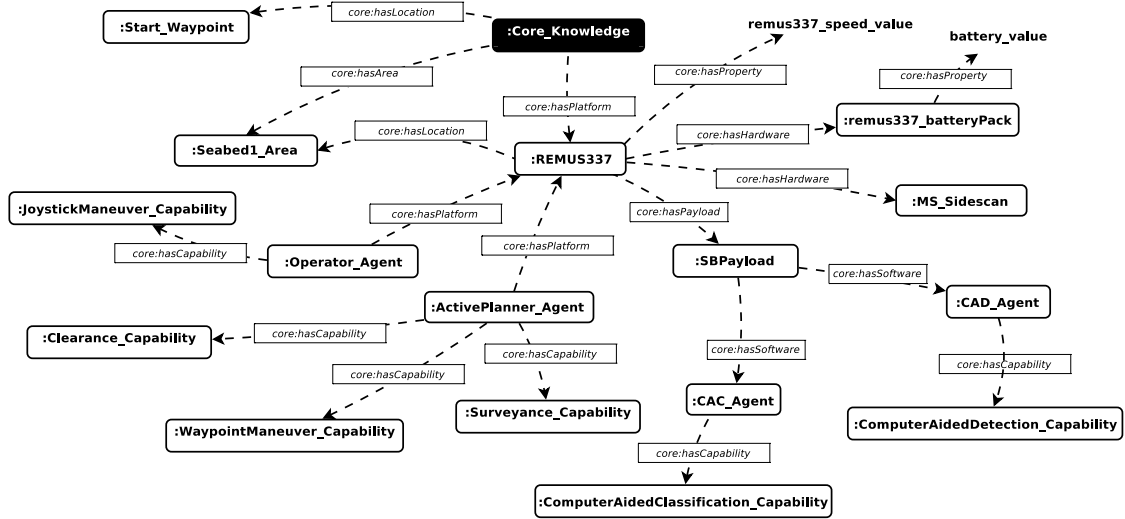 :Start_Waypoint
core:hasLocation
:Core_Knowledge
remus337_speed_value
battery_value
core:hasArea
core:hasProperty
core:hasProperty
core:hasPlatform
:remus337_batteryPack
core:hasLocation
core:hasHardware
:Seabed1_Area
:REMUS337
core:hasHardware
:MS_Sidescan
:JoystickManeuver_Capability
core:hasPlatform
core:hasPayload
core:hasCapability
core:hasPlatform
:Operator_Agent
:SBPayload
core:hasSoftware
:ActivePlanner_Agent
:CAD_Agent
:Clearance_Capability
core:hasCapability
core:hasCapability
core:hasSoftware
core:hasCapability
core:hasCapability
:CAC_Agent
:Surveyance_Capability
:ComputerAidedDetection_Capability
:WaypointManeuver_Capability
core:hasCapability
:ComputerAidedClassification_Capability